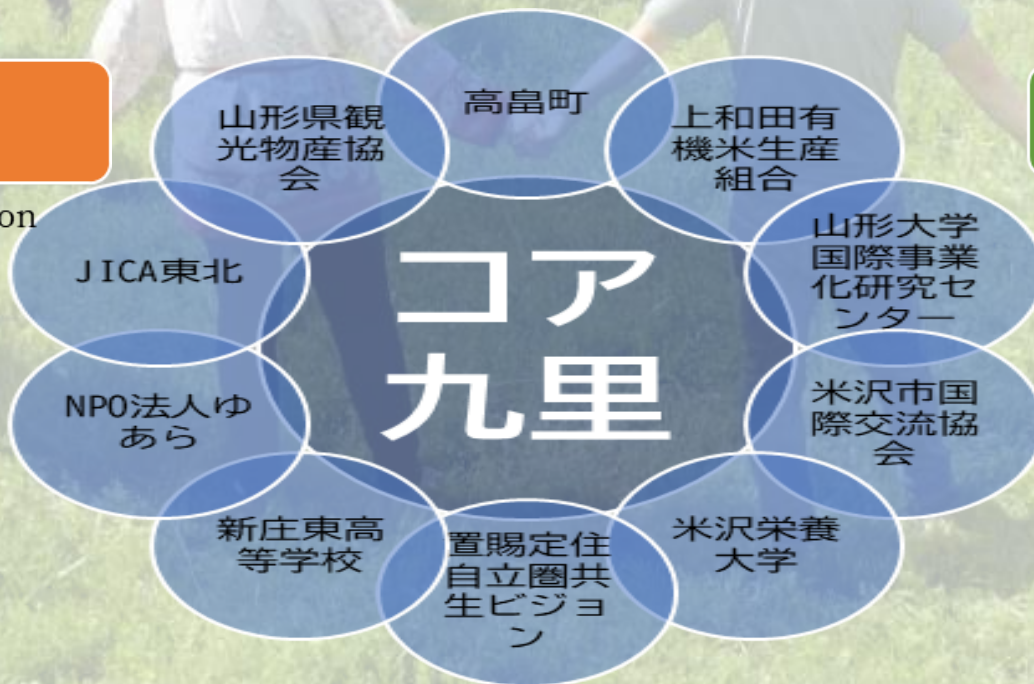 高畠町
山形県観
光物産協
会
上和田有
機米生産
組合
on
JICA東北
山形大学
国際事業
化研究セ
ンター
コア
九里
NPO法人ゆ
あら
米沢市国
際交流協
会
新庄東高
等学校
置賜定住
自立圏共
生ビジョ
ン
米沢栄養
大学